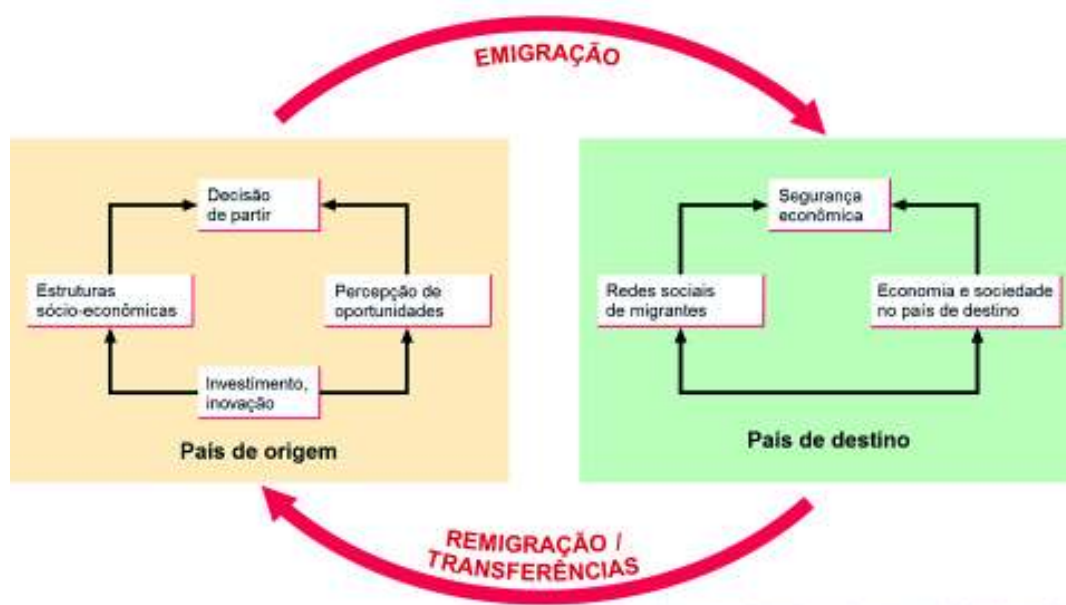 EMIGRAÇÃO
Decisão
de partir
Estruturas
sócio-econômicas
Percepção de
oportunidades
Investimento,
inovação
País de origem
Segurança
econômica
Redes sociais
de migrantes
Economia e sociedade
no país de destino
País de destino
REMIGRAÇÃO /
TRANSFERÊNCIAS